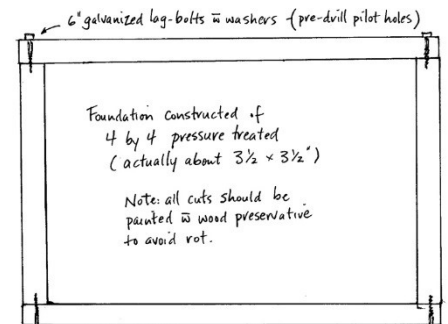 6" galvanized lag-bolts w̄ washers - (pre-drill pilot holes)
Foundation constructed of
4 by 4 pressure treated
(actually about 3½ × 3½")
Note: all cuts should be
painted w̄ wood preservative
to avoid rot.